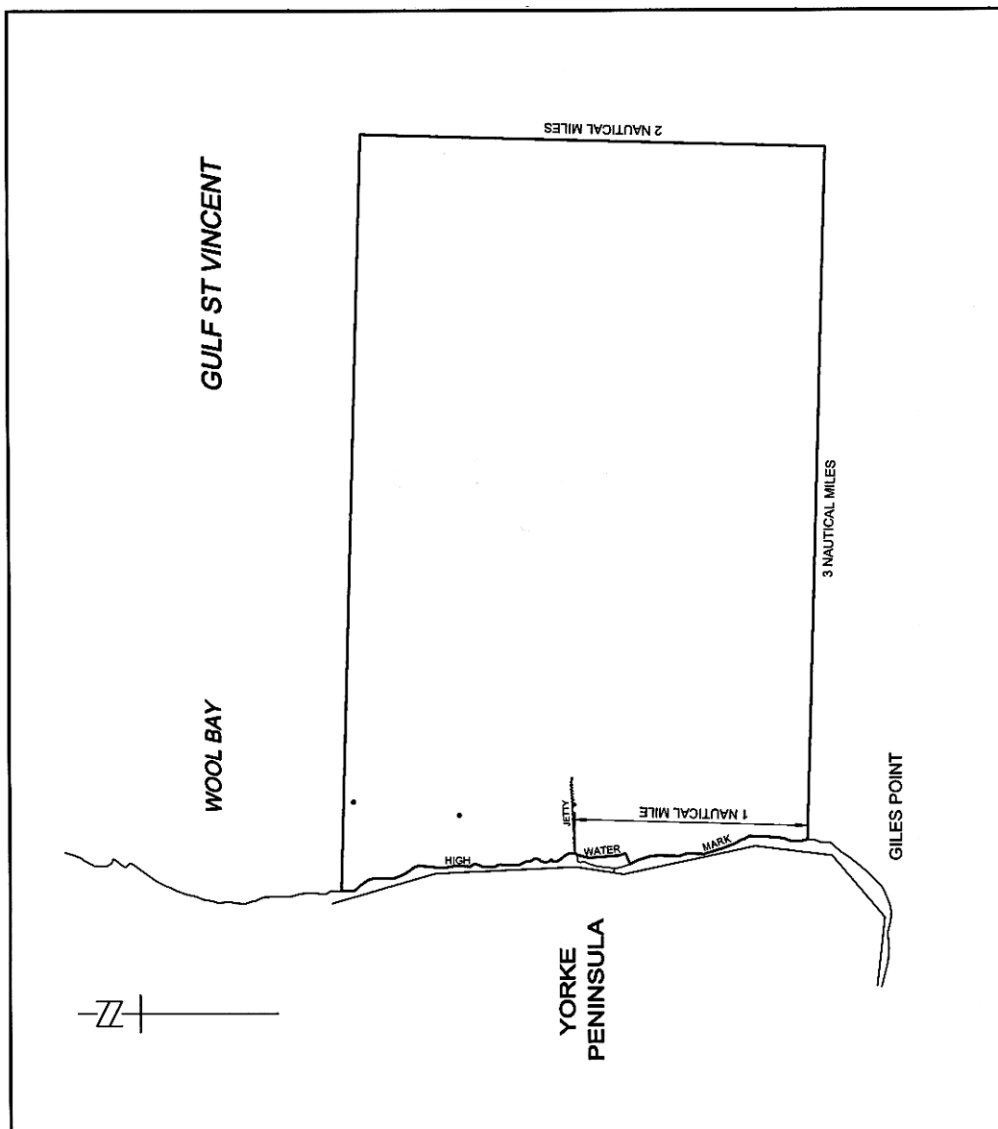 2 NAUTICAL MILES
GULF ST VINCENT
WOOL BAY
3 NAUTICAL MILES
JETTY
1 NAUTICAL MILE
HIGH
WATER
MARK
GILES POINT
YORKE
PENINSULA
N